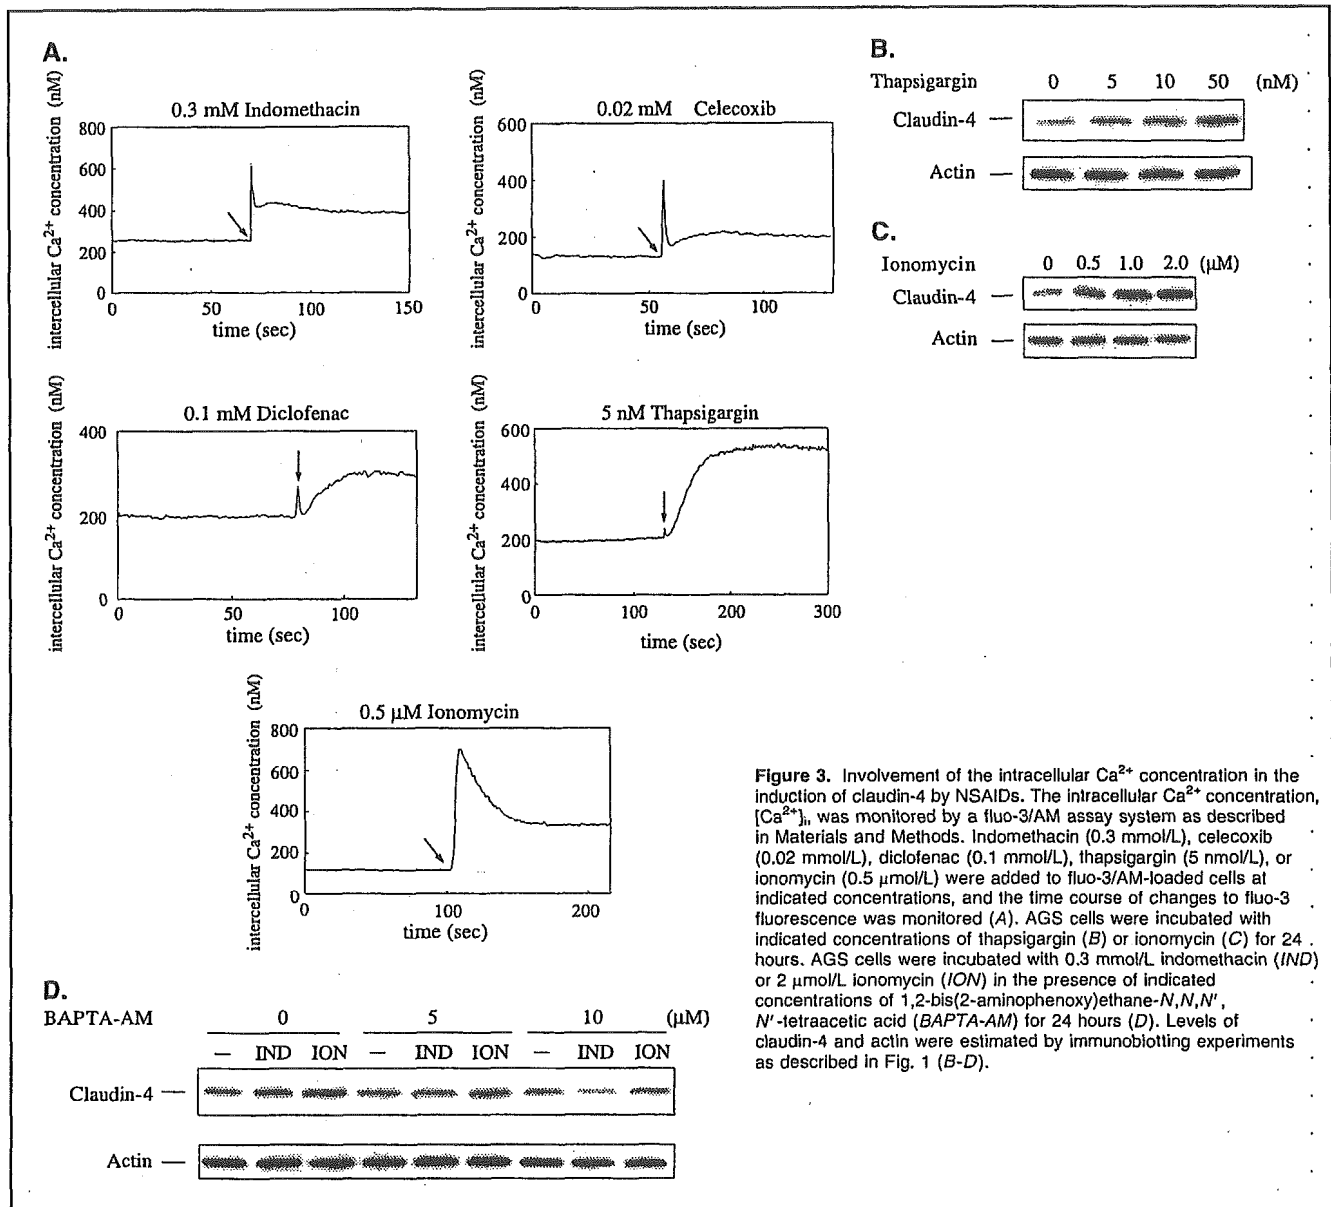 A.
0.3 mM Indomethacin
intercellular Ca2+ concentration (nM)
800
600
400
200
0
0 50 100 150
time (sec)
0.02 mM Celecoxib
intercellular Ca2+ concentration (nM)
600
400
200
0
0 50 100
time (sec)
0.1 mM Diclofenac
intercellular Ca2+ concentration (nM)
400
200
0
0 50 100
time (sec)
5 nM Thapsigargin
intercellular Ca2+ concentration (nM)
600
400
200
0
0 100 200 300
time (sec)
0.5 μM Ionomycin
intercellular Ca2+ concentration (nM)
800
600
400
200
0
0 100 200
time (sec)
B.
Thapsigargin 0 5 10 50 (nM)
Claudin-4 —
Actin —
C.
Ionomycin 0 0.5 1.0 2.0 (μM)
Claudin-4 —
Actin —
D.
BAPTA-AM 0 5 10 (μM)
— IND ION — IND ION — IND ION
Claudin-4 —
Actin —
Figure 3. Involvement of the intracellular Ca2+ concentration in the
induction of claudin-4 by NSAIDs. The intracellular Ca2+ concentration,
[Ca2+]i, was monitored by a fluo-3/AM assay system as described
in Materials and Methods. Indomethacin (0.3 mmol/L), celecoxib
(0.02 mmol/L), diclofenac (0.1 mmol/L), thapsigargin (5 nmol/L), or
ionomycin (0.5 μmol/L) were added to fluo-3/AM-loaded cells at
indicated concentrations, and the time course of changes to fluo-3
fluorescence was monitored (A). AGS cells were incubated with
indicated concentrations of thapsigargin (B) or ionomycin (C) for 24
hours. AGS cells were incubated with 0.3 mmol/L indomethacin (IND)
or 2 μmol/L ionomycin (ION) in the presence of indicated
concentrations of 1,2-bis(2-aminophenoxy)ethane-N,N,N′,
N′-tetraacetic acid (BAPTA-AM) for 24 hours (D). Levels of
claudin-4 and actin were estimated by immunoblotting experiments
as described in Fig. 1 (B-D).